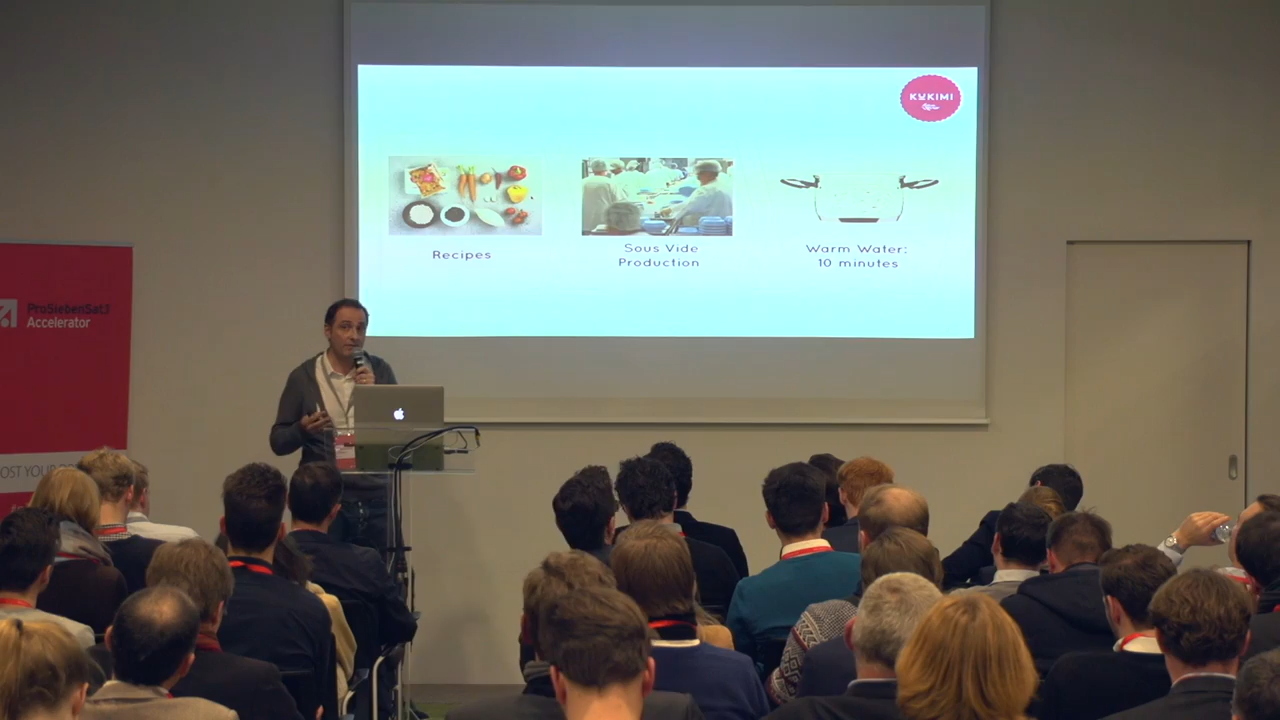 KUKIMI
Recipes
Sous Vide
Production
Warm Water:
10 minutes
ProSiebenSat.1
Accelerator
OST YOUR